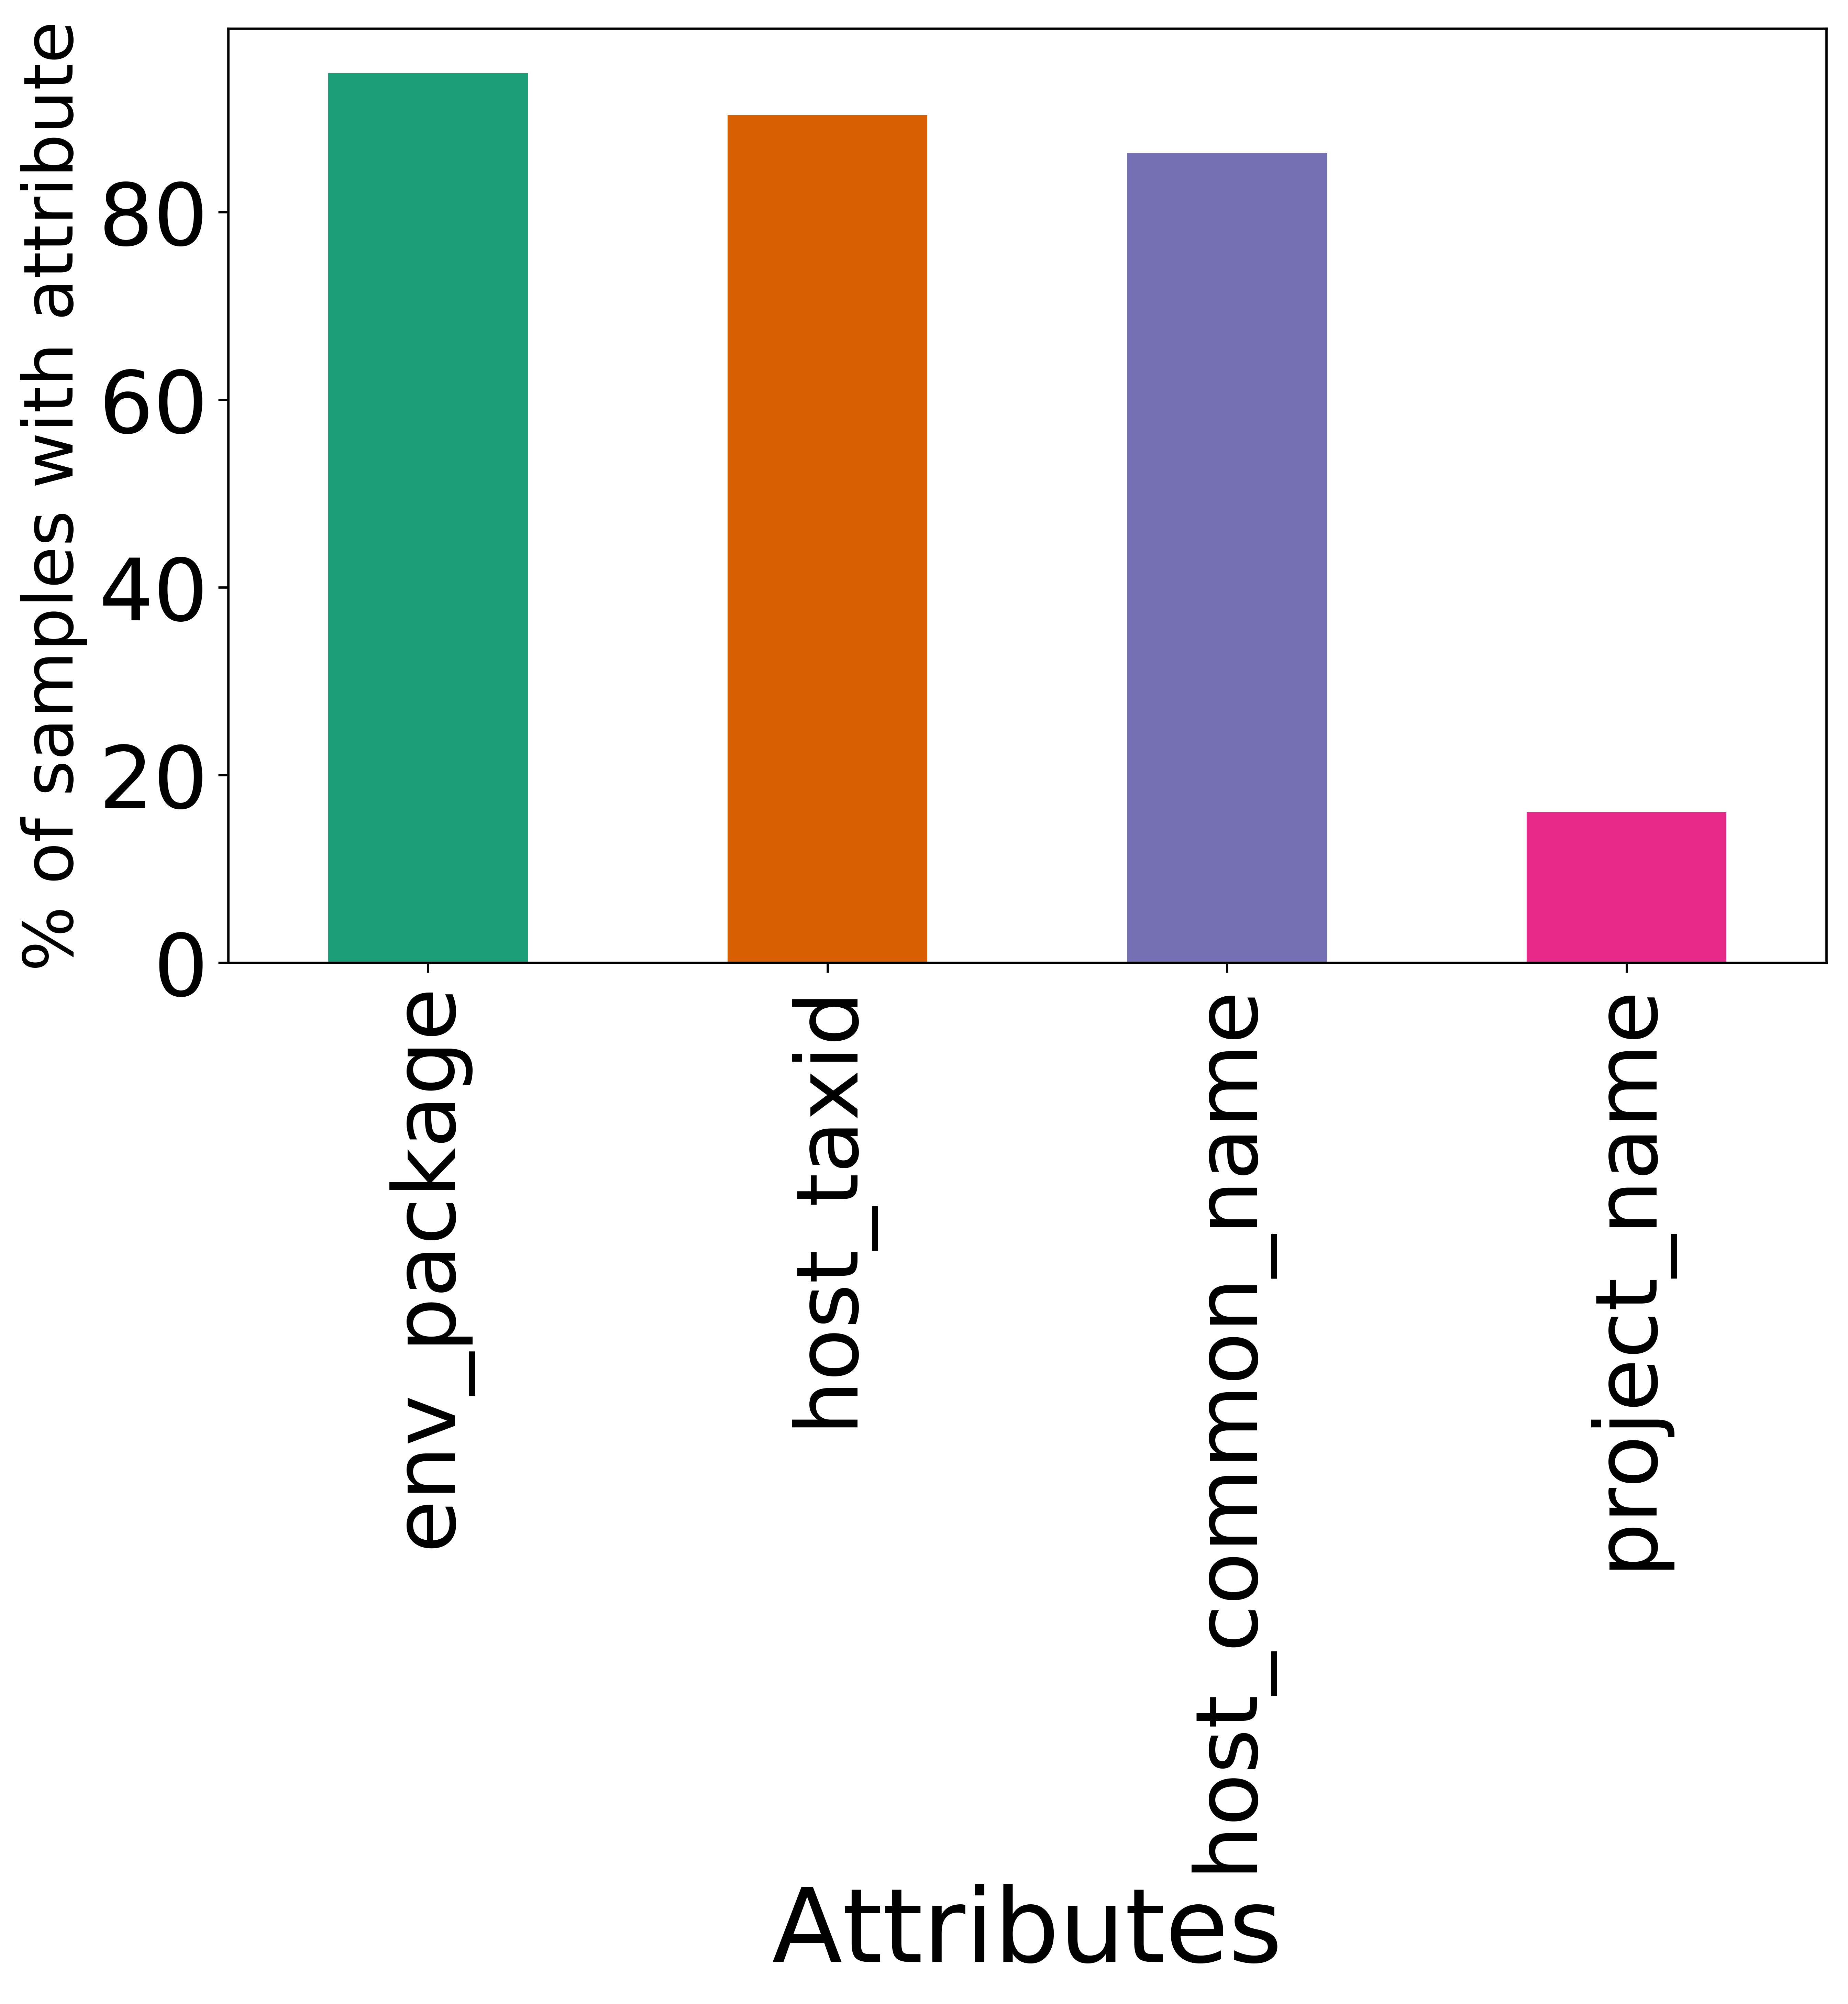 % of samples with attribute
80
60
40
20
0
env_package
host_taxid
host_common_name
project_name
Attributes